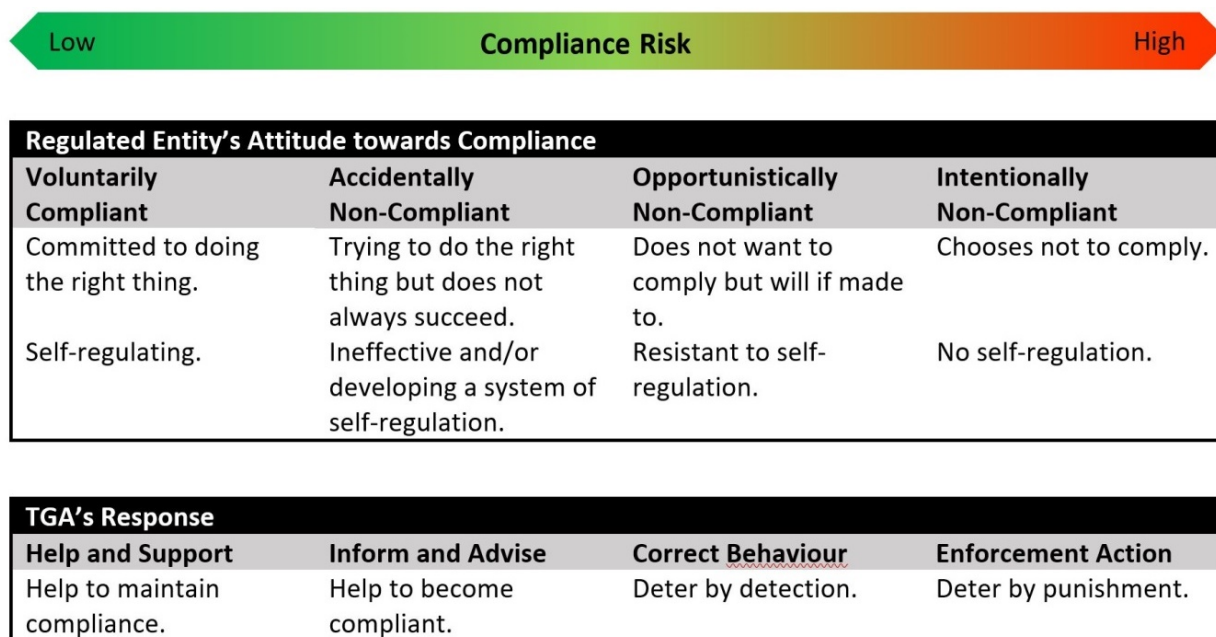 Low Compliance Risk High
Regulated Entity's Attitude towards Compliance
Voluntarily Accidentally Opportunistically Intentionally
Compliant Non-Compliant Non-Compliant Non-Compliant
Committed to doing Trying to do the right Does not want to Chooses not to comply.
the right thing. thing but does not comply but will if made
always succeed. to.
Self-regulating. Ineffective and/or Resistant to self- No self-regulation.
developing a system of regulation.
self-regulation.
TGA's Response
Help and Support Inform and Advise Correct Behaviour Enforcement Action
Help to maintain Help to become Deter by detection. Deter by punishment.
compliance. compliant.